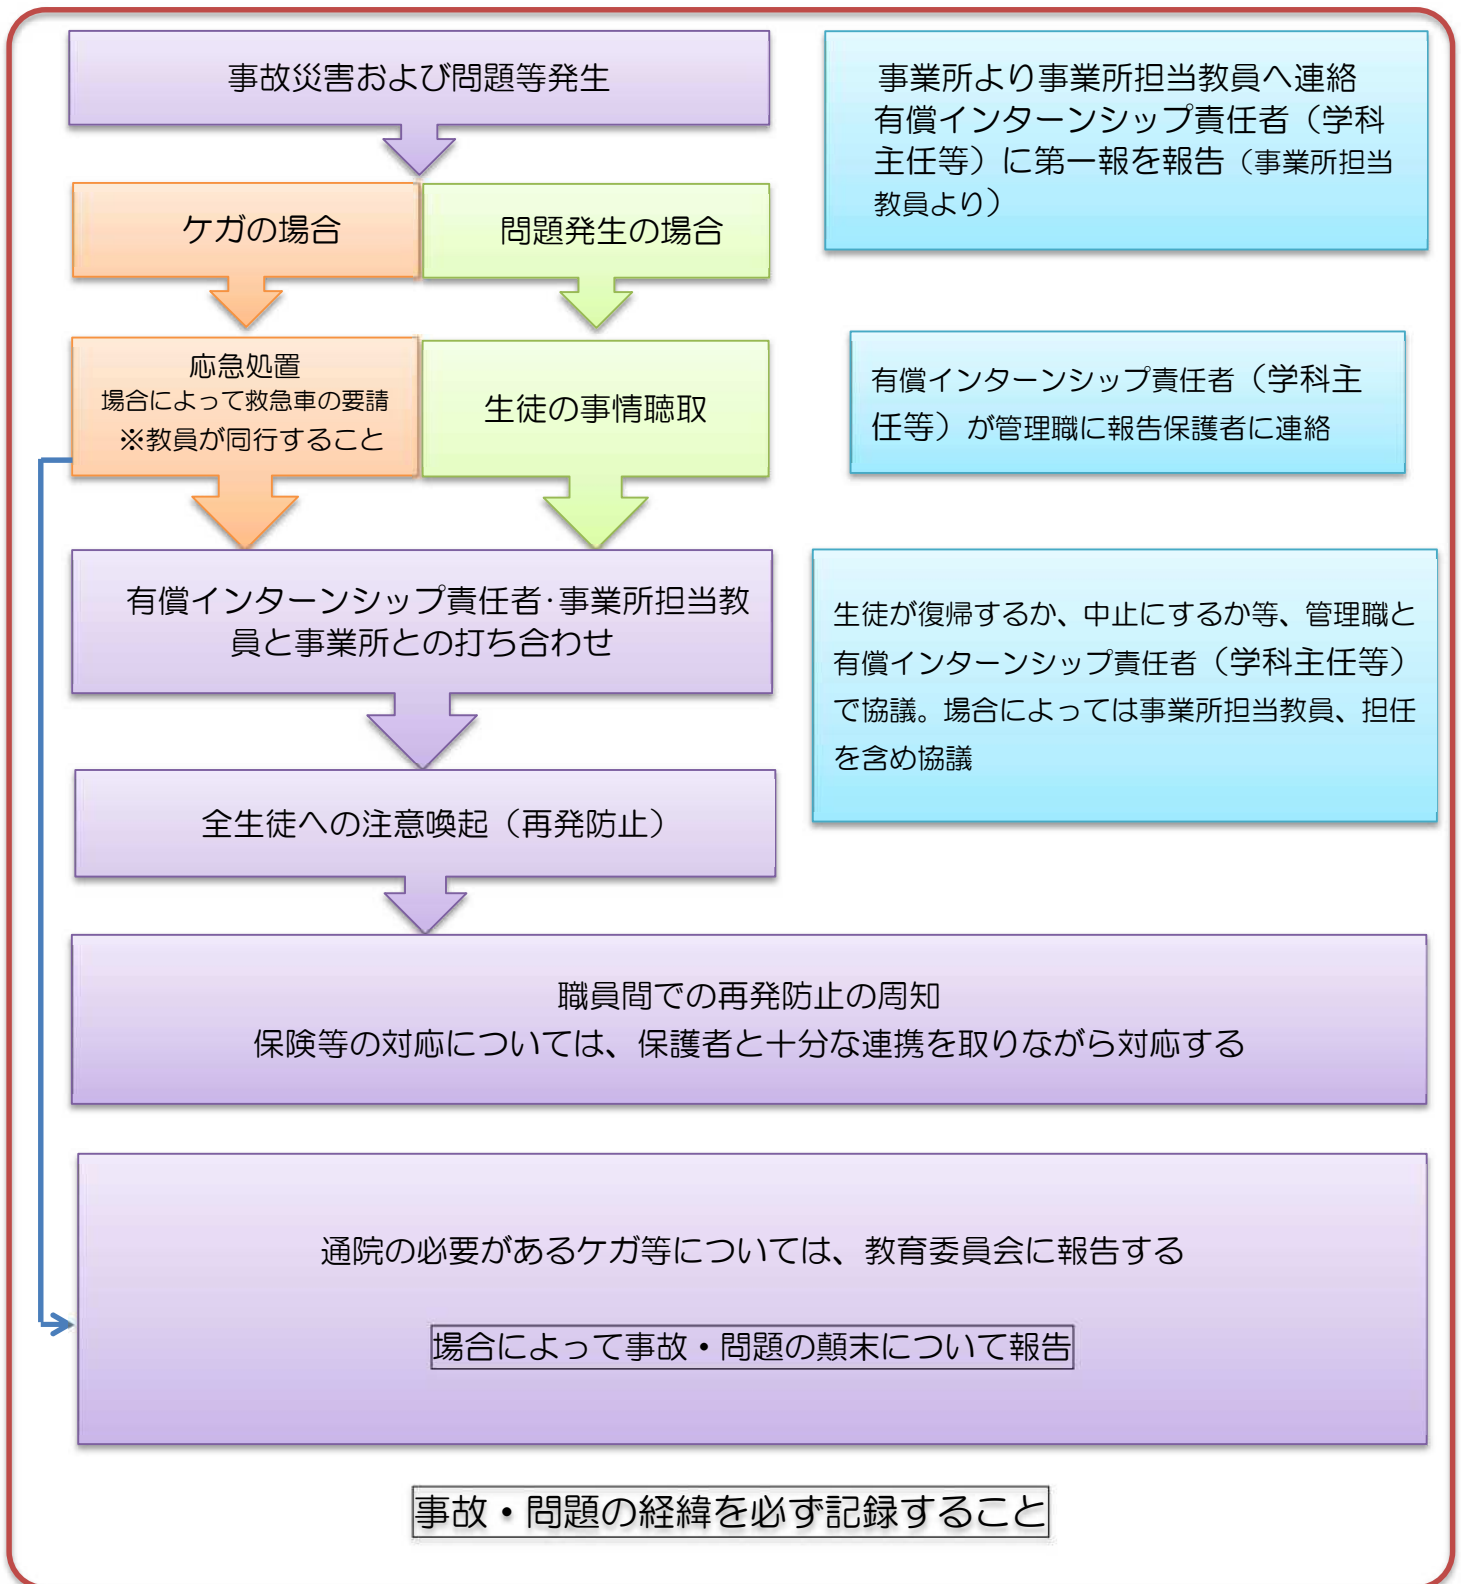 事故災害および問題等発生
事業所より事業所担当教員へ連絡
有償インターンシップ責任者（学科
主任等）に第一報を報告（事業所担当
教員より）
ケガの場合
問題発生の場合
応急処置
場合によって救急車の要請
※教員が同行すること
生徒の事情聴取
有償インターンシップ責任者（学科主
任等）が管理職に報告保護者に連絡
有償インターンシップ責任者･事業所担当教
員と事業所との打ち合わせ
生徒が復帰するか、中止にするか等、管理職と
有償インターンシップ責任者（学科主任等）
で協議。場合によっては事業所担当教員、担任
を含め協議
全生徒への注意喚起（再発防止）
職員間での再発防止の周知
保険等の対応については、保護者と十分な連携を取りながら対応する
通院の必要があるケガ等については、教育委員会に報告する
場合によって事故・問題の顛末について報告
事故・問題の経緯を必ず記録すること